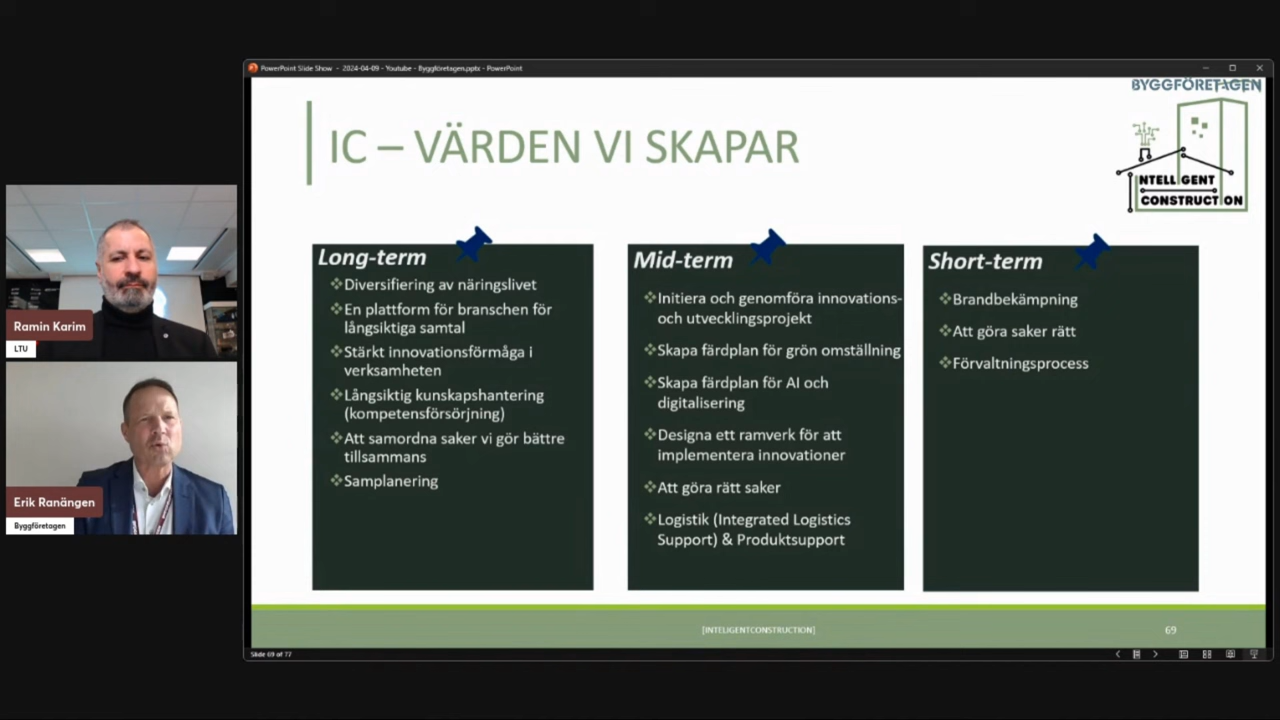 PowerPoint Slide Show - 2024-04-09 - Youtube - Byggföretagen.pptx - PowerPoint
BYGGFÖRETAGEN
IC – VÄRDEN VI SKAPAR
INTELLIGENT
CONSTRUCTION
Ramin Karim
LTU
Erik Ranängen
Byggföretagen
Long-term
Diversifiering av näringslivet
En plattform för branschen för
långsiktiga samtal
Stärkt innovationsförmåga i
verksamheten
Långsiktig kunskapshantering
(kompetensförsörjning)
Att samordna saker vi gör bättre
tillsammans
Samplanering
Mid-term
Initiera och genomföra innovations-
och utvecklingsprojekt
Skapa färdplan för grön omställning
Skapa färdplan för AI och
digitalisering
Designa ett ramverk för att
implementera innovationer
Att göra rätt saker
Logistik (Integrated Logistics
Support) & Produktsupport
Short-term
Brandbekämpning
Att göra saker rätt
Förvaltningsprocess
[INTELIGENTCONSTRUCTION]
69
Slide 69 of 77